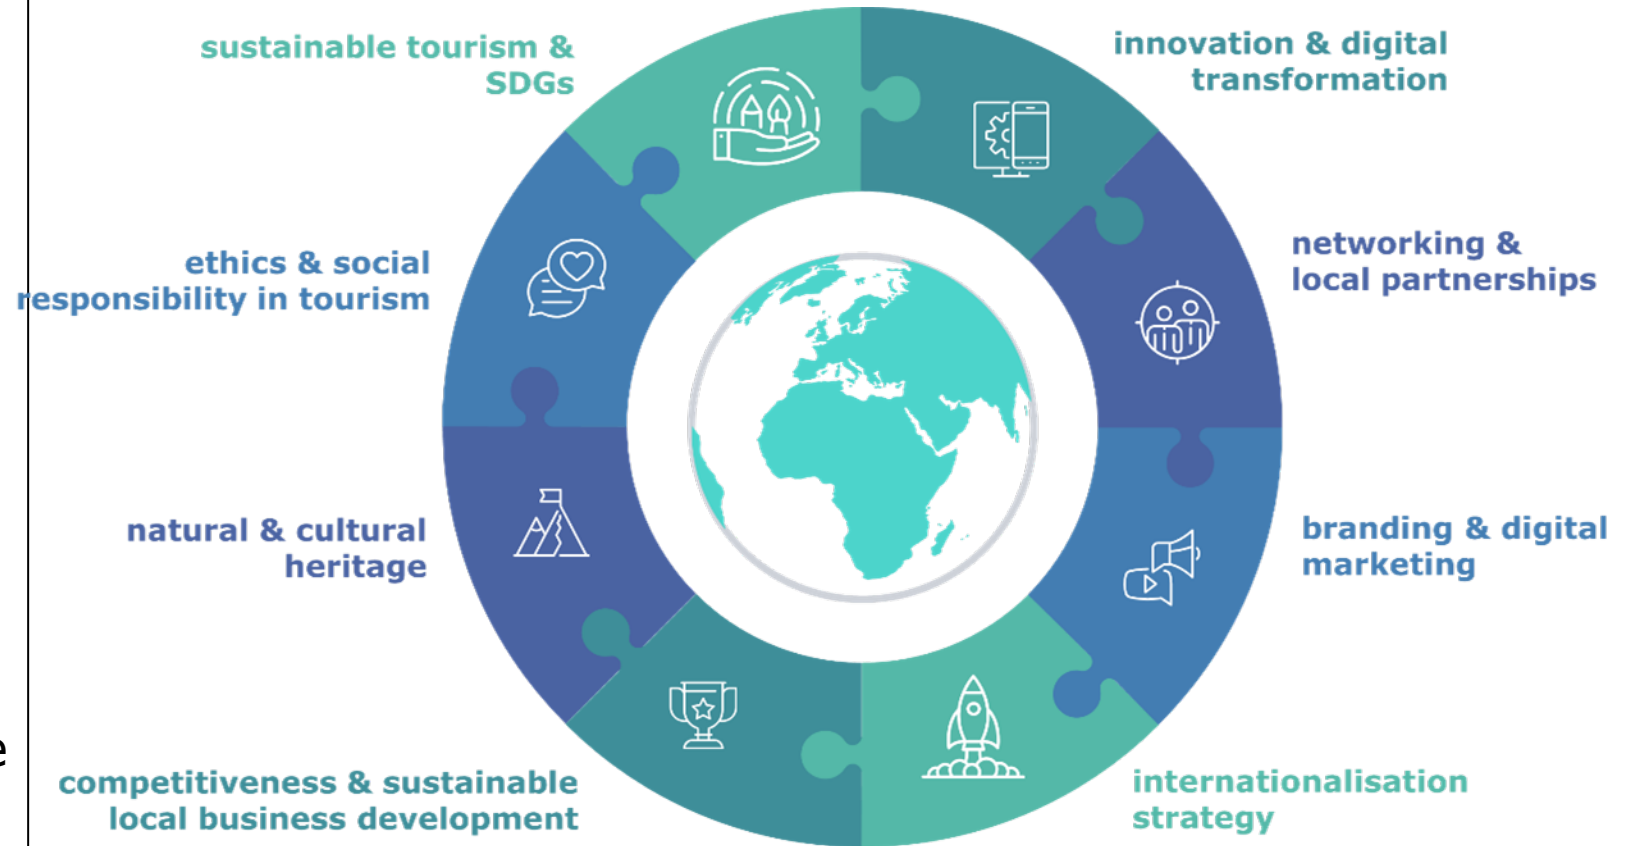 sustainable tourism &
SDGs
innovation & digital
transformation
ethics & social
responsibility in tourism
networking &
local partnerships
natural & cultural
heritage
branding & digital
marketing
e
competitiveness & sustainable
local business development
internationalisation
strategy